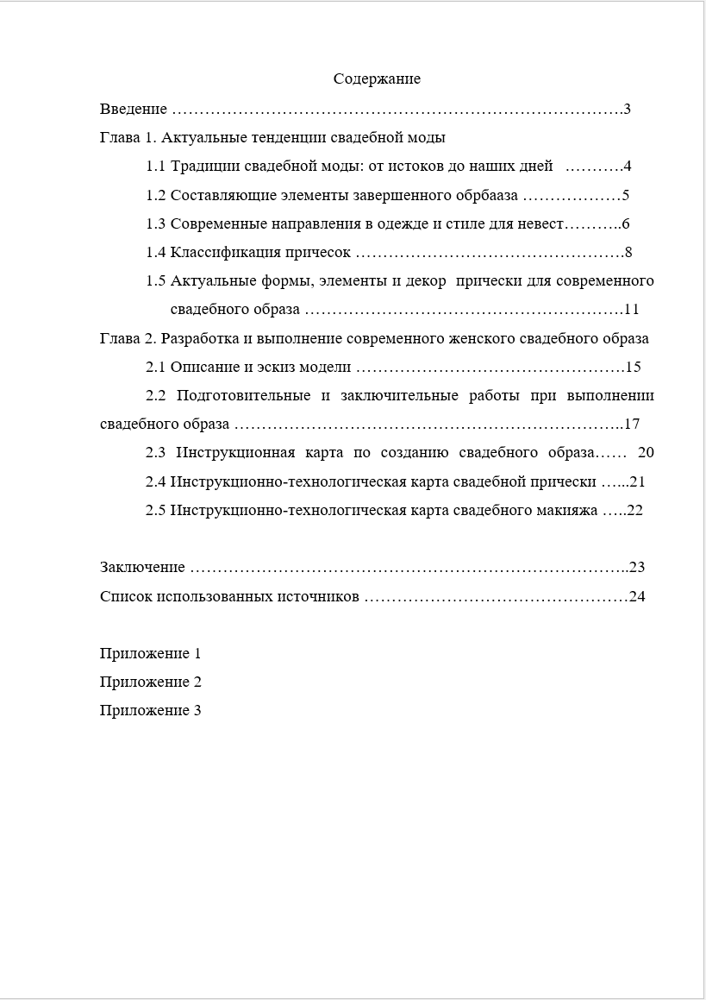 Содержание
Введение ……………………………………………………………………….3
Глава 1. Актуальные тенденции свадебной моды
1.1 Традиции свадебной моды: от истоков до наших дней ………..4
1.2 Составляющие элементы завершенного обрбааза ………………5
1.3 Современные направления в одежде и стиле для невест………..6
1.4 Классификация причесок ………………………………………….8
1.5 Актуальные формы, элементы и декор прически для современного
свадебного образа ………………………………………………….11
Глава 2. Разработка и выполнение современного женского свадебного образа
2.1 Описание и эскиз модели ………………………………………….15
2.2 Подготовительные и заключительные работы при выполнении
свадебного образа ……………………………………………………………..17
2.3 Инструкционная карта по созданию свадебного образа…… 20
2.4 Инструкционно-технологическая карта свадебной прически …...21
2.5 Инструкционно-технологическая карта свадебного макияжа …..22
Заключение ……………………………………………………………………..23
Список использованных источников …………………………………………24
Приложение 1
Приложение 2
Приложение 3